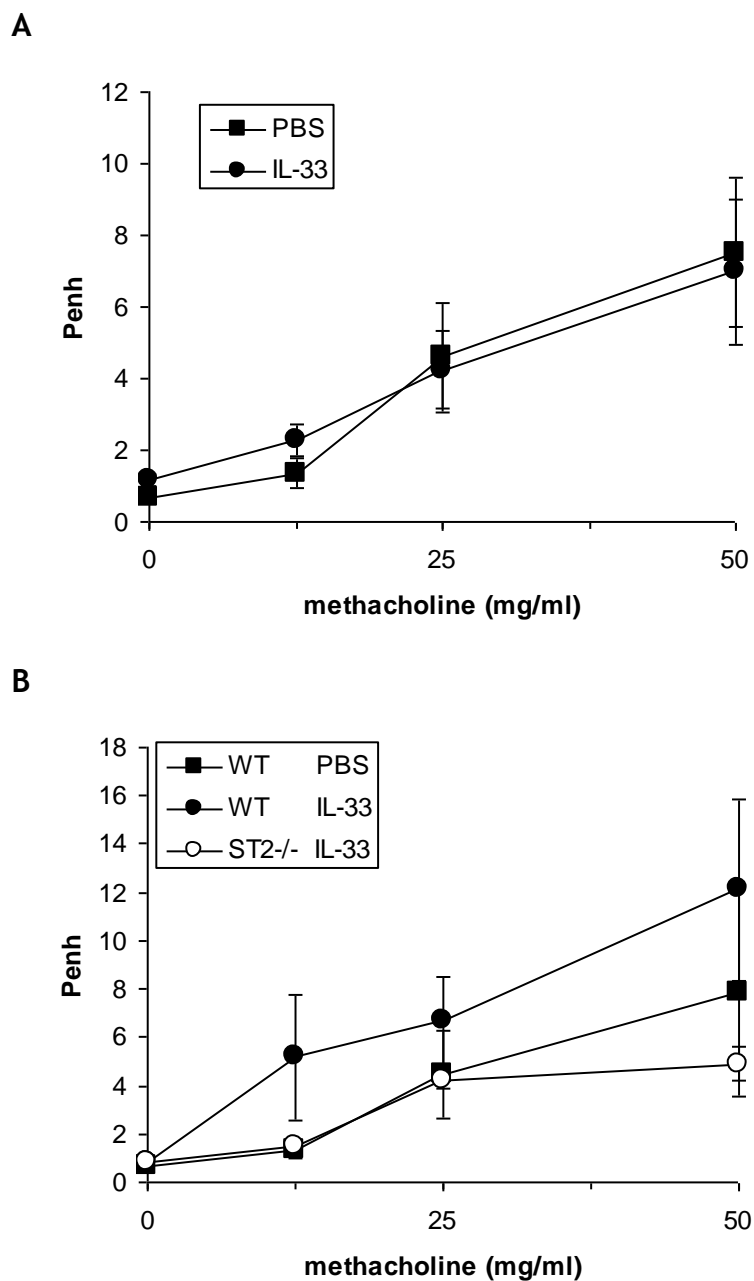 A
12
10
8
6
4
2
0
Penh
PBS
IL-33
0 25 50
methacholine (mg/ml)
B
18
16
14
12
10
8
6
4
2
0
Penh
WT PBS
WT IL-33
ST2-/- IL-33
0 25 50
methacholine (mg/ml)